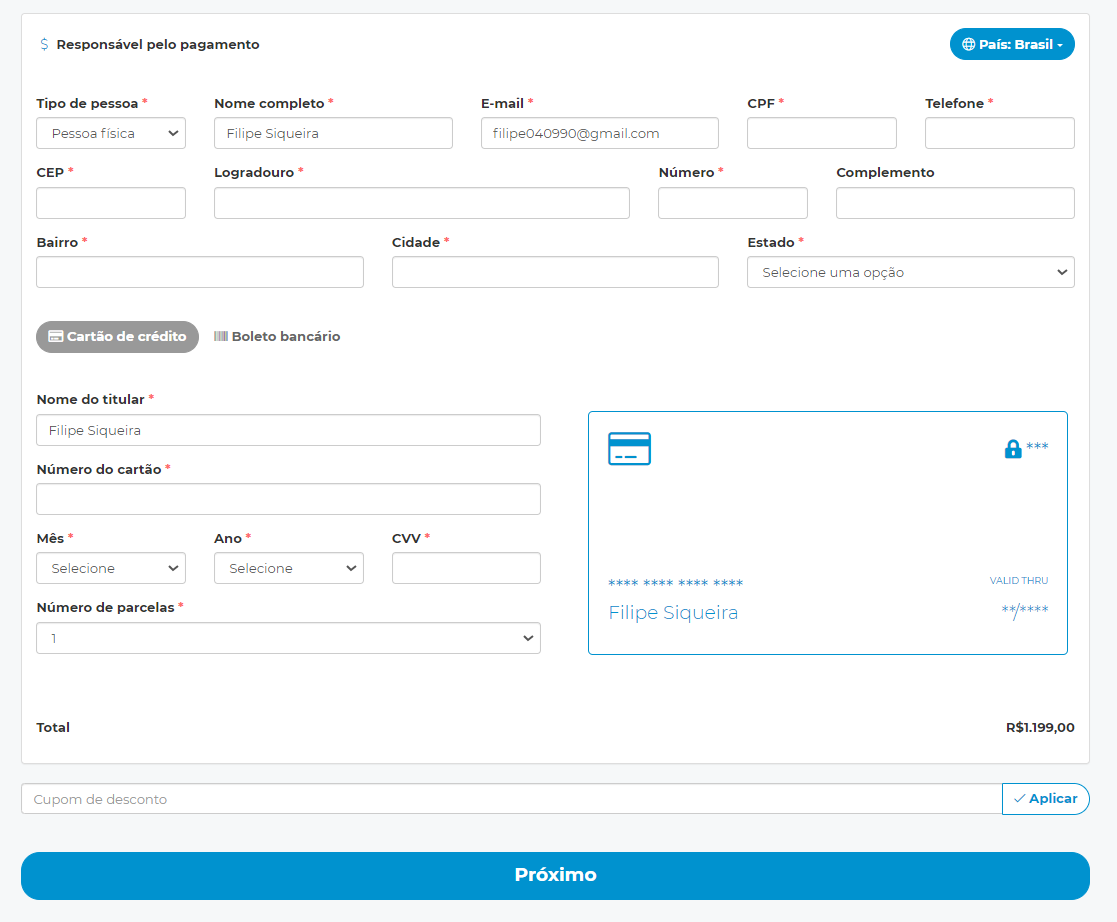 $ Responsável pelo pagamento
País: Brasil
Tipo de pessoa * Nome completo * E-mail * CPF * Telefone *
Pessoa física Filipe Siqueira filipe040990@gmail.com
CEP * Logradouro * Número * Complemento
Bairro * Cidade * Estado *
Selecione uma opção
Cartão de crédito Boleto bancário
Nome do titular *
Filipe Siqueira
Número do cartão *
Mês * Ano * CVV *
Selecione Selecione
Número de parcelas *
1
***
**** **** **** **** VALID THRU
Filipe Siqueira **/****
Total R$1.199,00
Cupom de desconto Aplicar
Próximo